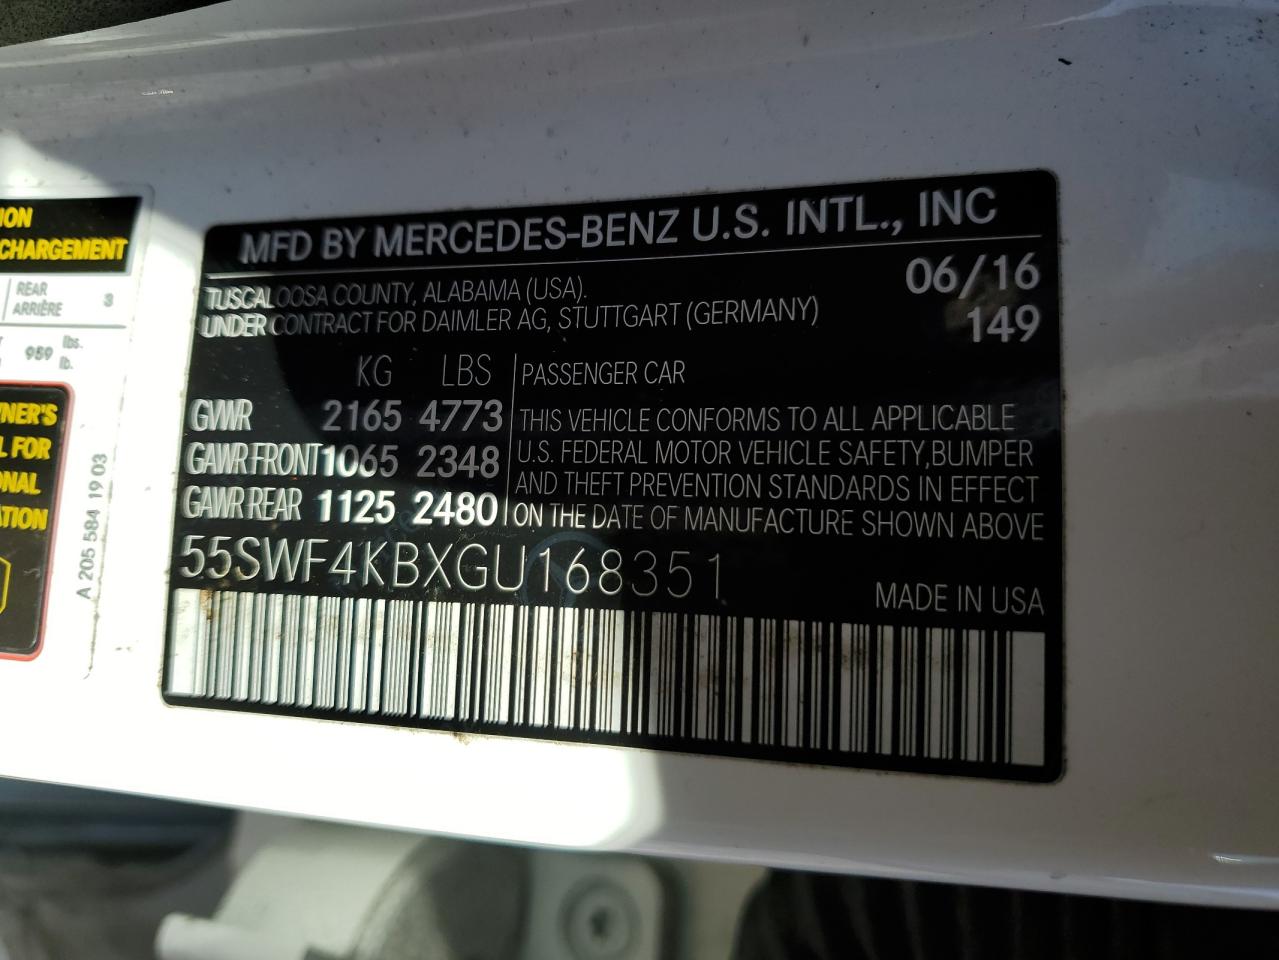 MFD BY MERCEDES-BENZ U.S. INTL., INC
TUSCALOOSA COUNTY, ALABAMA (USA).
06/16
UNDER CONTRACT FOR DAIMLER AG, STUTTGART (GERMANY)
149
KG LBS
GVWR 2165 4773
GAWR FRONT 1065 2348
GAWR REAR 1125 2480
PASSENGER CAR
THIS VEHICLE CONFORMS TO ALL APPLICABLE
U.S. FEDERAL MOTOR VEHICLE SAFETY,BUMPER
AND THEFT PREVENTION STANDARDS IN EFFECT
ON THE DATE OF MANUFACTURE SHOWN ABOVE
55SWF4KBXGU168351
MADE IN USA
ION
CHARGEMENT
REAR
ARRIÈRE 3
959 lbs.
lb.
NER'S
L FOR
NAL
ATION
A 205 584 19 03